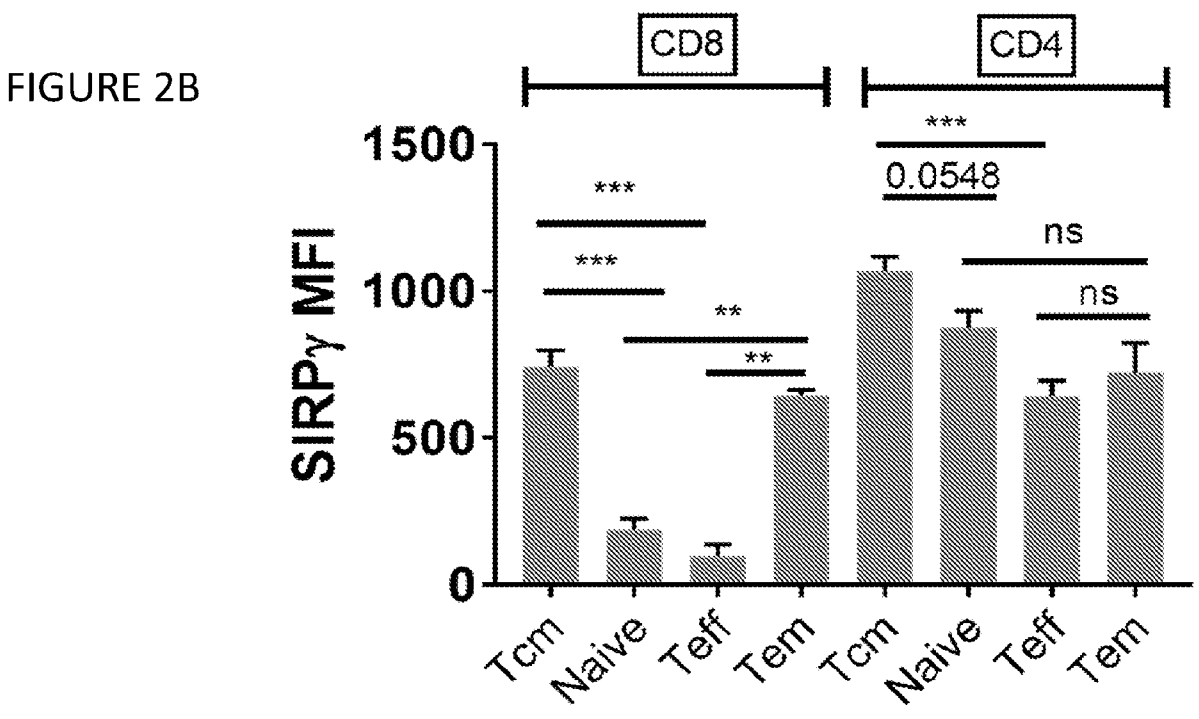 FIGURE 2B
CD8
CD4
SIRPγ MFI
1500
1000
500
0
***
***
**
**
***
0.0548
ns
ns
Tcm
Naive
Teff
Tem
Tcm
Naive
Teff
Tem